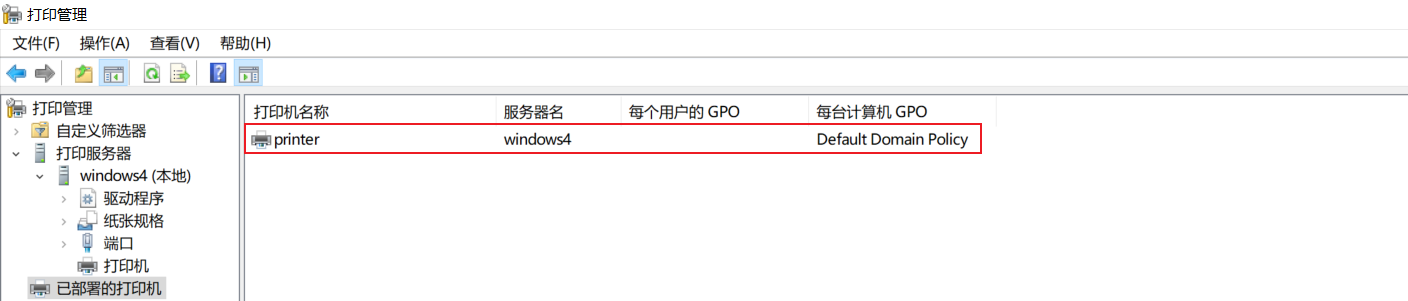 打印管理
文件(F) 操作(A) 查看(V) 帮助(H)
打印管理
自定义筛选器
打印服务器
windows4 (本地)
驱动程序
纸张规格
端口
打印机
已部署的打印机
打印机名称 服务器名 每个用户的 GPO 每台计算机 GPO
printer windows4 Default Domain Policy